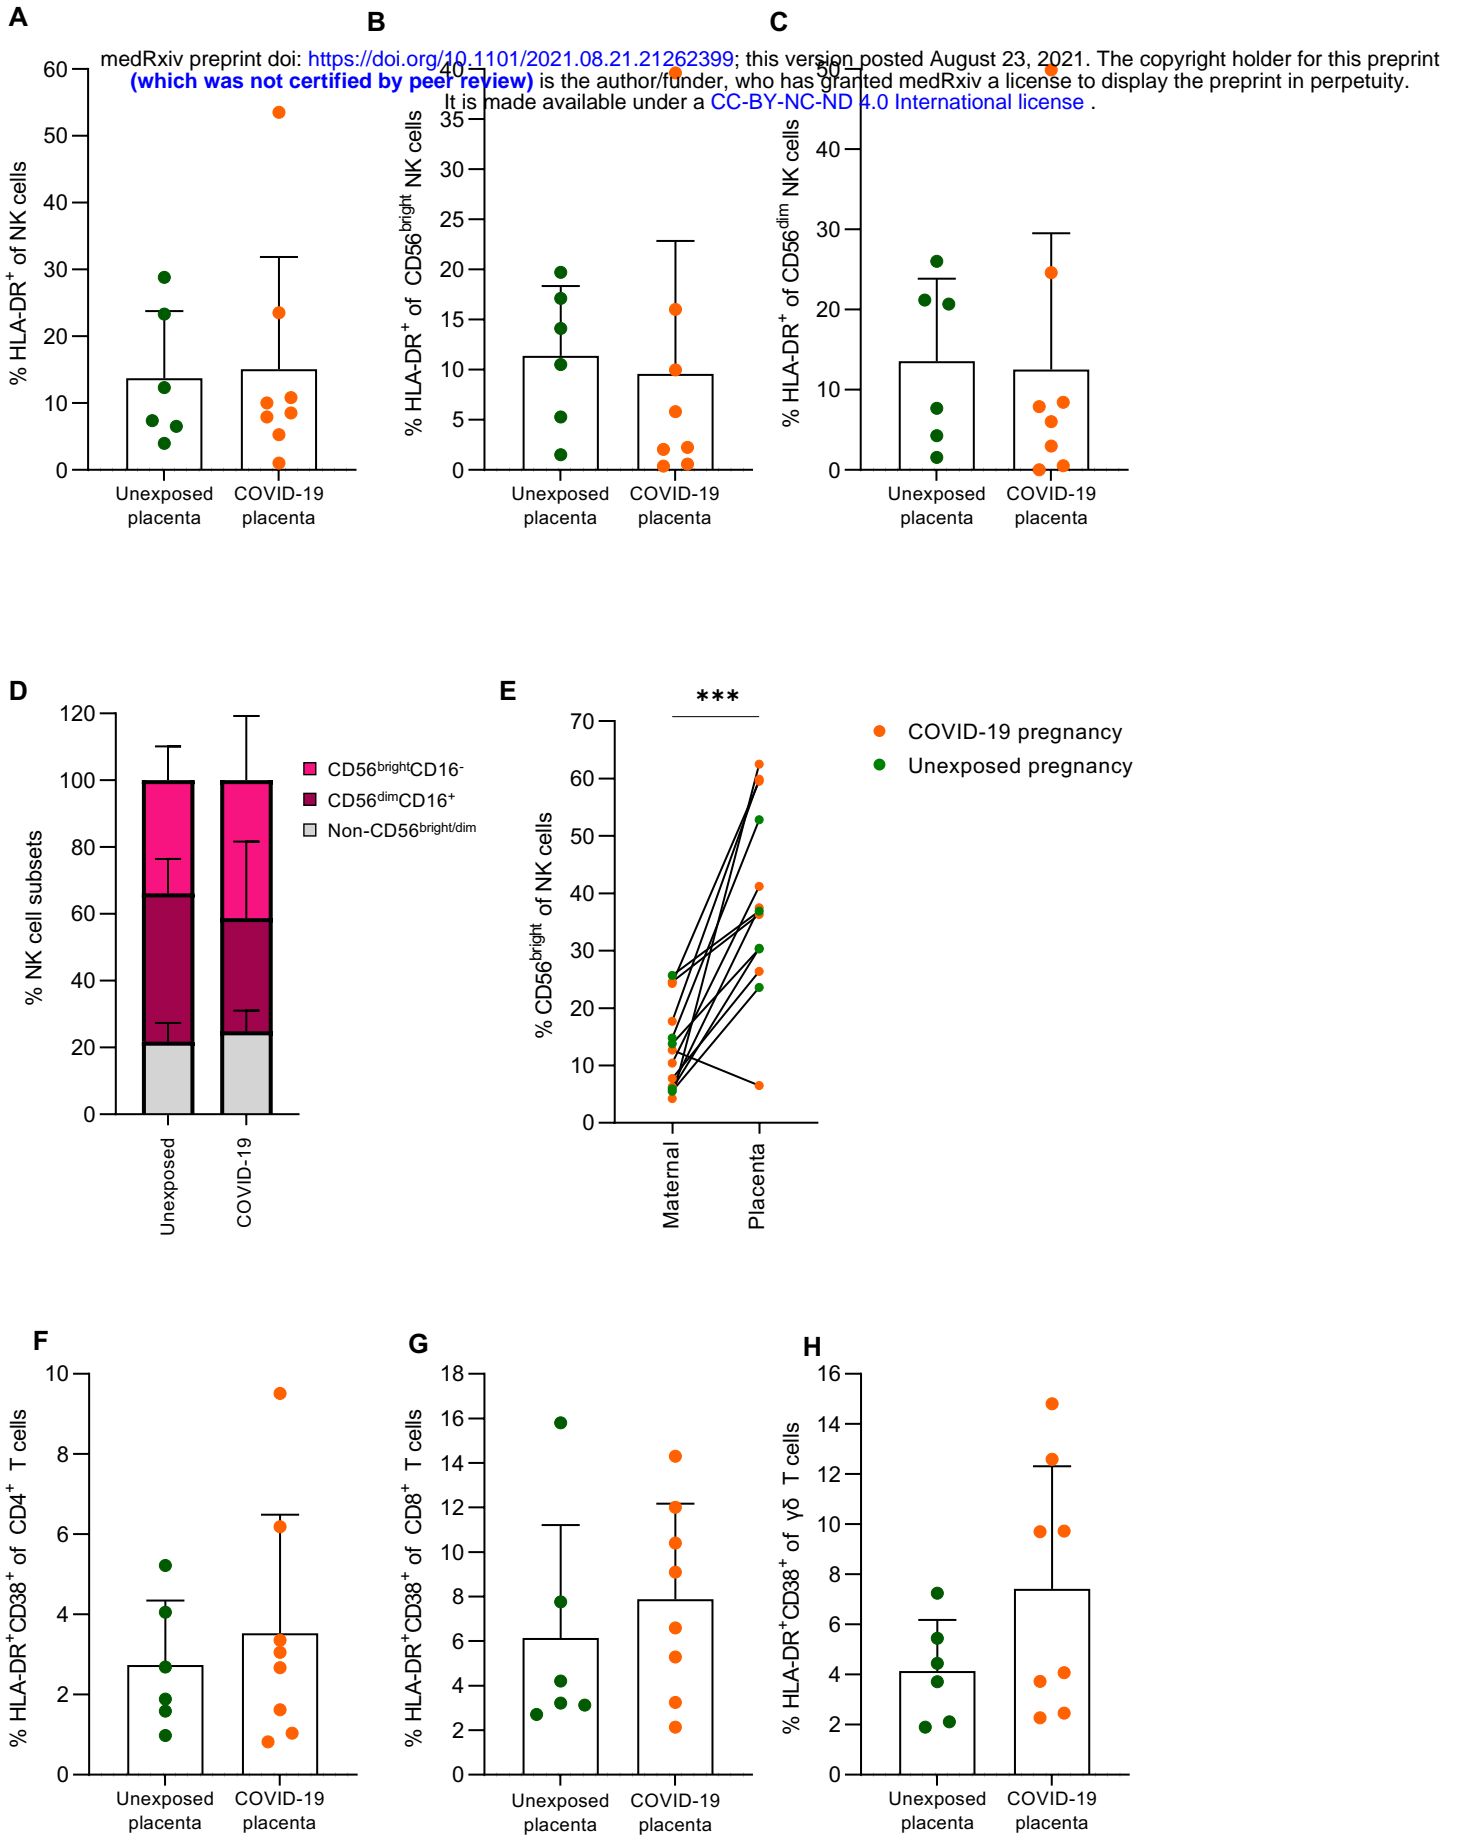 A
B
C
medRxiv preprint doi: https://doi.org/10.1101/2021.08.21.21262399; this version posted August 23, 2021. The copyright holder for this preprint
(which was not certified by peer review) is the author/funder, who has granted medRxiv a license to display the preprint in perpetuity.
It is made available under a CC-BY-NC-ND 4.0 International license .
% HLA-DR+ of NK cells
60
50
40
30
20
10
0
Unexposed placenta
COVID-19 placenta
% HLA-DR+ of CD56bright NK cells
40
35
30
25
20
15
10
5
0
Unexposed placenta
COVID-19 placenta
% HLA-DR+ of CD56dim NK cells
50
40
30
20
10
0
Unexposed placenta
COVID-19 placenta
D
% NK cell subsets
120
100
80
60
40
20
0
Unexposed
COVID-19
CD56brightCD16-
CD56dimCD16+
Non-CD56bright/dim
E
***
% CD56bright of NK cells
70
60
50
40
30
20
10
0
Maternal
Placenta
COVID-19 pregnancy
Unexposed pregnancy
F
% HLA-DR+CD38+ of CD4+ T cells
10
8
6
4
2
0
Unexposed placenta
COVID-19 placenta
G
% HLA-DR+CD38+ of CD8+ T cells
18
16
14
12
10
8
6
4
2
0
Unexposed placenta
COVID-19 placenta
H
% HLA-DR+CD38+ of γδ T cells
16
14
12
10
8
6
4
2
0
Unexposed placenta
COVID-19 placenta